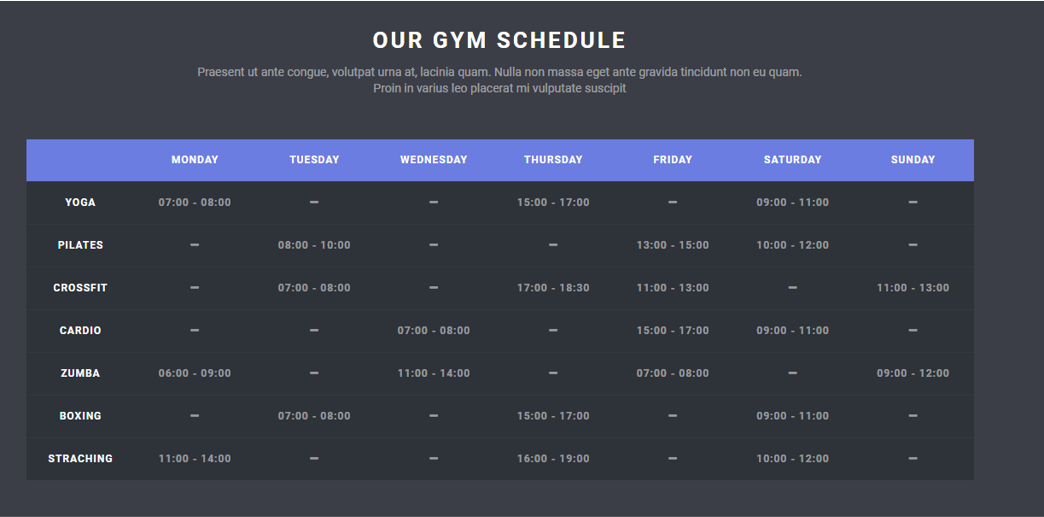 OUR GYM SCHEDULE
Praesent ut ante congue, volutpat urna at, lacinia quam. Nulla non massa eget ante gravida tincidunt non eu quam.
Proin in varius leo placerat mi vulputate suscipit
MONDAY TUESDAY WEDNESDAY THURSDAY FRIDAY SATURDAY SUNDAY
YOGA 07:00 - 08:00 — — 15:00 - 17:00 — 09:00 - 11:00 —
PILATES — 08:00 - 10:00 — — 13:00 - 15:00 10:00 - 12:00 —
CROSSFIT — 07:00 - 08:00 — 17:00 - 18:30 11:00 - 13:00 — 11:00 - 13:00
CARDIO — — 07:00 - 08:00 — 15:00 - 17:00 09:00 - 11:00 —
ZUMBA 06:00 - 09:00 — 11:00 - 14:00 — 07:00 - 08:00 — 09:00 - 12:00
BOXING — 07:00 - 08:00 — 15:00 - 17:00 — 09:00 - 11:00 —
STRACHING 11:00 - 14:00 — — 16:00 - 19:00 — 10:00 - 12:00 —